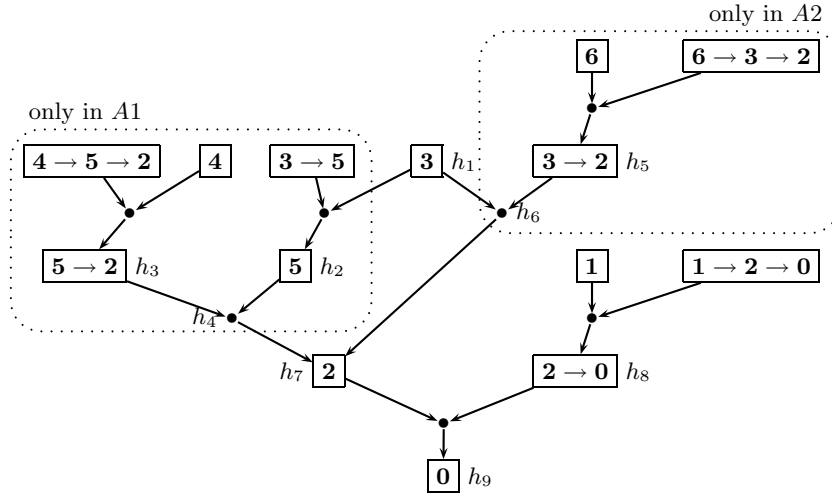 only in A2
6
6 → 3 → 2
only in A1
4 → 5 → 2
4
3 → 5
3
h₁
3 → 2
h₅
h₆
5 → 2
h₃
5
h₂
1
1 → 2 → 0
h₄
h₇
2
2 → 0
h₈
0
h₉